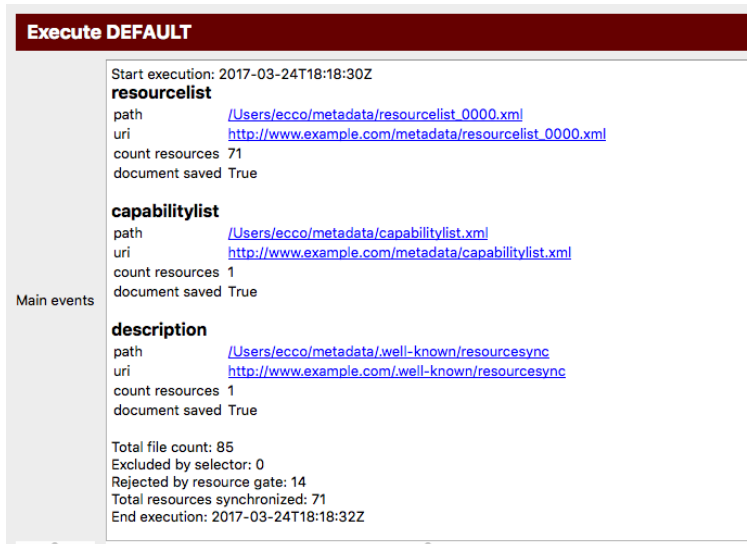 Execute DEFAULT
Start execution: 2017-03-24T18:18:30Z
resourcelist
path /Users/ecco/metadata/resourcelist_0000.xml
uri http://www.example.com/metadata/resourcelist_0000.xml
count resources 71
document saved True
capabilitylist
path /Users/ecco/metadata/capabilitylist.xml
uri http://www.example.com/metadata/capabilitylist.xml
count resources 1
document saved True
Main events
description
path /Users/ecco/metadata/.well-known/resourcesync
uri http://www.example.com/.well-known/resourcesync
count resources 1
document saved True
Total file count: 85
Excluded by selector: 0
Rejected by resource gate: 14
Total resources synchronized: 71
End execution: 2017-03-24T18:18:32Z